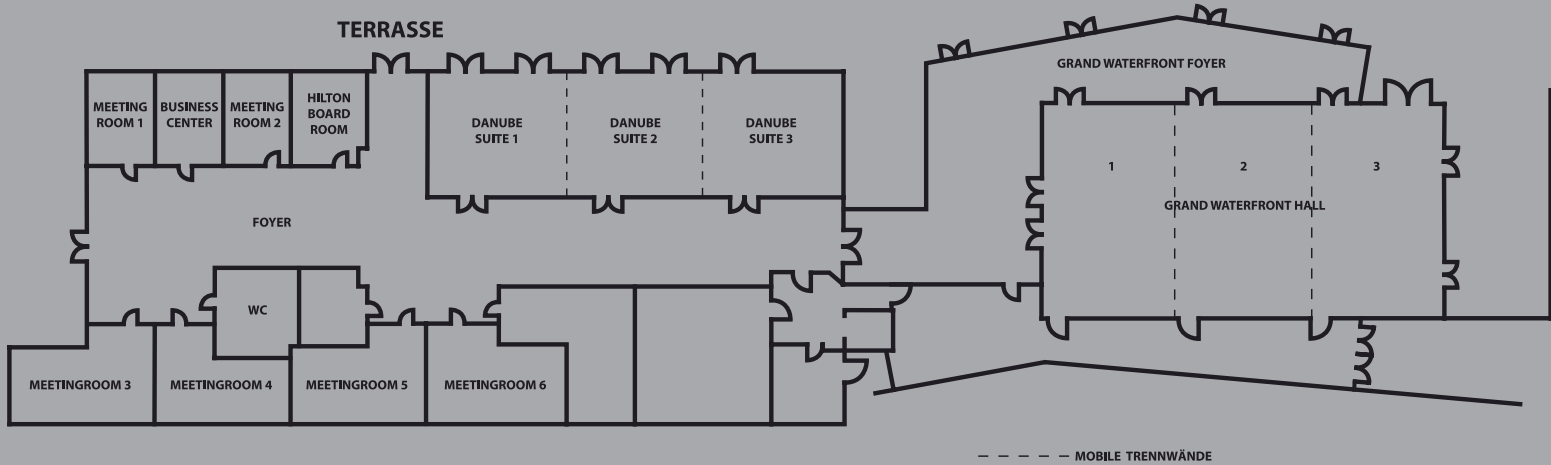 TERRASSE
MEETING
ROOM 1
BUSINESS
CENTER
MEETING
ROOM 2
HILTON
BOARD
ROOM
DANUBE
SUITE 1
DANUBE
SUITE 2
DANUBE
SUITE 3
GRAND WATERFRONT FOYER
1
2
3
GRAND WATERFRONT HALL
FOYER
WC
MEETINGROOM 3
MEETINGROOM 4
MEETINGROOM 5
MEETINGROOM 6
MOBILE TRENNWÄNDE